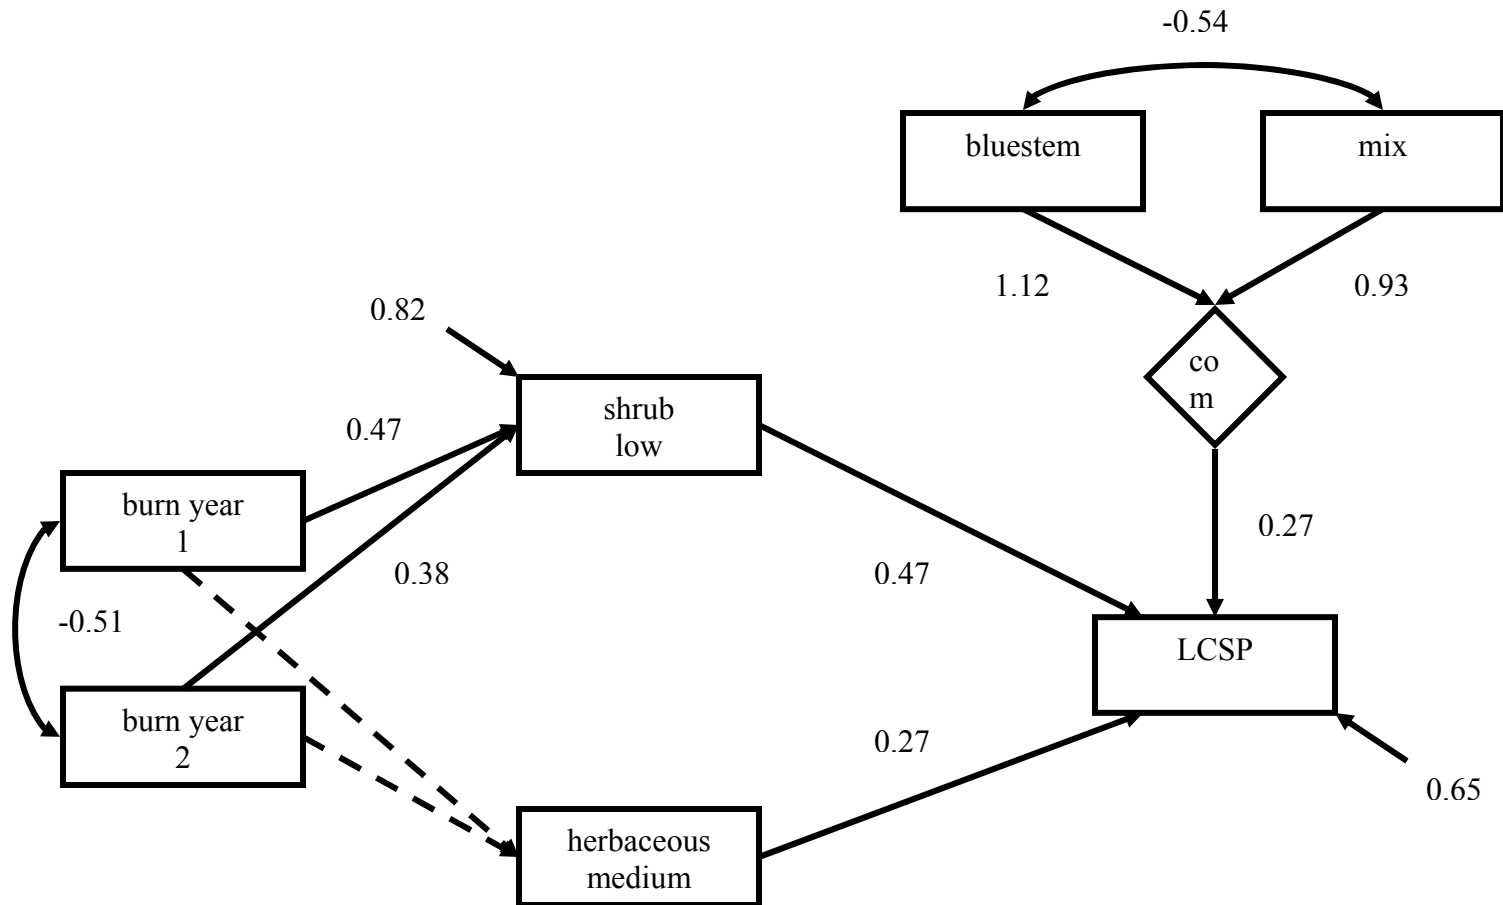 -0.54
bluestem
mix
1.12
0.93
0.82
co
m
shrub
low
0.47
burn year
1
0.27
0.38
0.47
-0.51
LCSP
burn year
2
0.27
0.65
herbaceous
medium